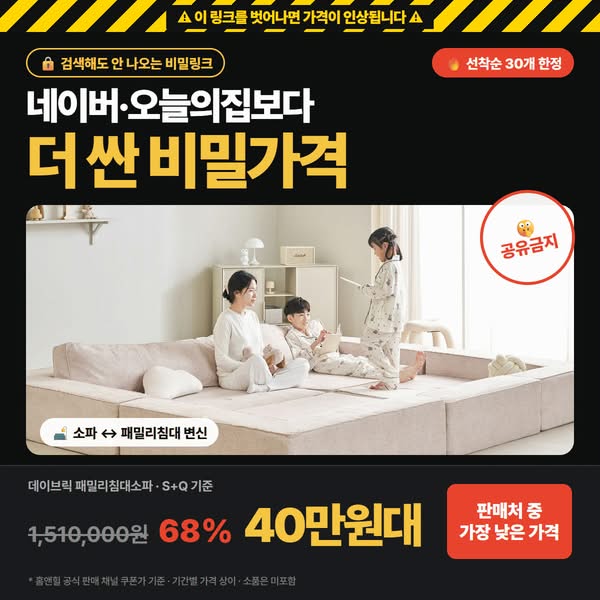 ⚠ 이 링크를 벗어나면 가격이 인상됩니다 ⚠
🔒 검색해도 안 나오는 비밀링크
🔥 선착순 30개 한정
네이버·오늘의집보다
더 싼 비밀가격
🤫 공유금지
🛋️ 소파 ↔ 패밀리침대 변신
데이브릭 패밀리침대소파 · S+Q 기준
1,510,000원 68% 40만원대
판매처 중
가장 낮은 가격
* 홈앤힐 공식 판매 채널 쿠폰가 기준 · 기간별 가격 상이 · 소품은 미포함